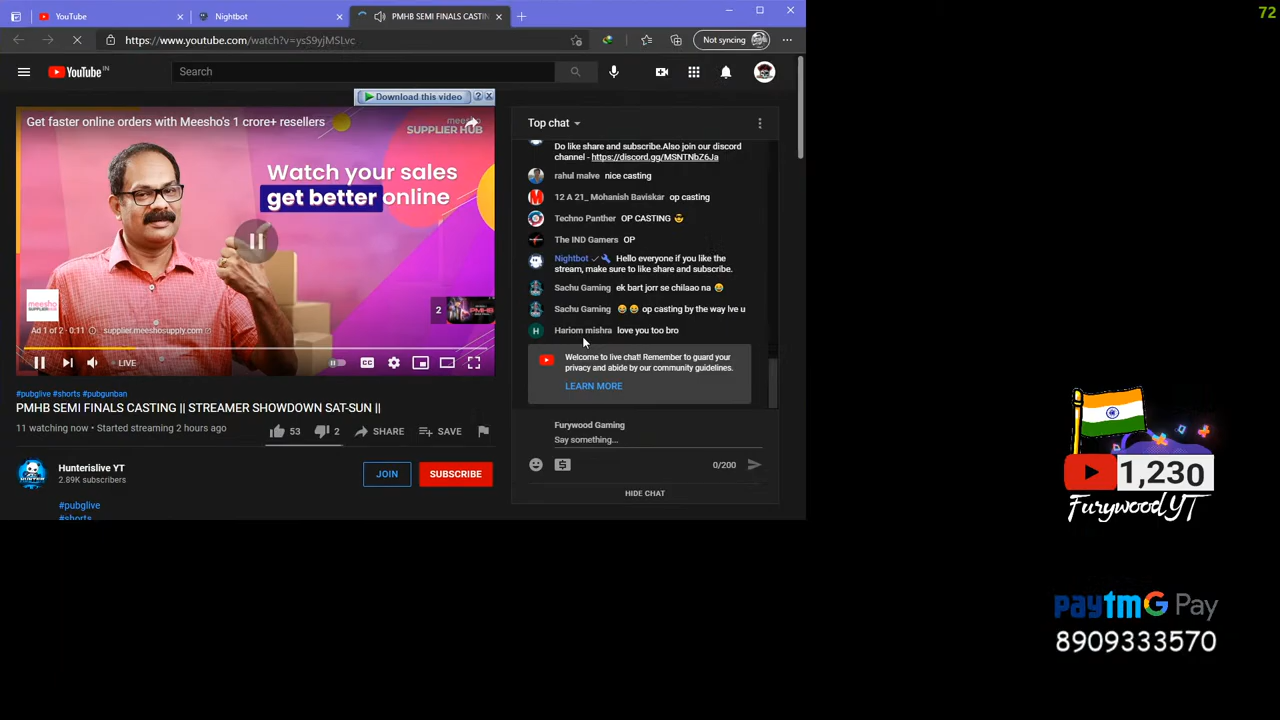 72
YouTube
Nightbot
PMHB SEMI FINALS CASTIN
https://www.youtube.com/watch?v=ysS9yjMSLvc
Not syncing
YouTube IN
Search
Download this video
Get faster online orders with Meesho's 1 crore+ resellers
meesho
SUPPLIER HUB
Watch your sales
get better online
meesho
2
Ad 1 of 2 · 0:11
supplier.meeshosupply.com
LIVE
CC
#pubglive #shorts #pubgunban
PMHB SEMI FINALS CASTING || STREAMER SHOWDOWN SAT-SUN ||
11 watching now • Started streaming 2 hours ago
53
2
SHARE
SAVE
Hunterislive YT
2.89K subscribers
JOIN
SUBSCRIBE
#pubglive
#shorts
Top chat
Do like share and subscribe.Also join our discord
channel - https://discord.gg/MSNTNbZ6Ja
rahul malve nice casting
12 A 21_ Mohanish Baviskar op casting
Techno Panther OP CASTING 😎
The IND Gamers OP
Nightbot Hello everyone if you like the
stream, make sure to like share and subscribe.
Sachu Gaming ek bart jorr se chilaao na 😂
Sachu Gaming 😂 😂 op casting by the way lve u
H Hariom mishra love you too bro
Welcome to live chat! Remember to guard your
privacy and abide by our community guidelines.
LEARN MORE
Furywood Gaming
Say something...
0/200
HIDE CHAT
1,230
FurywoodYT
paytm G Pay
8909333570